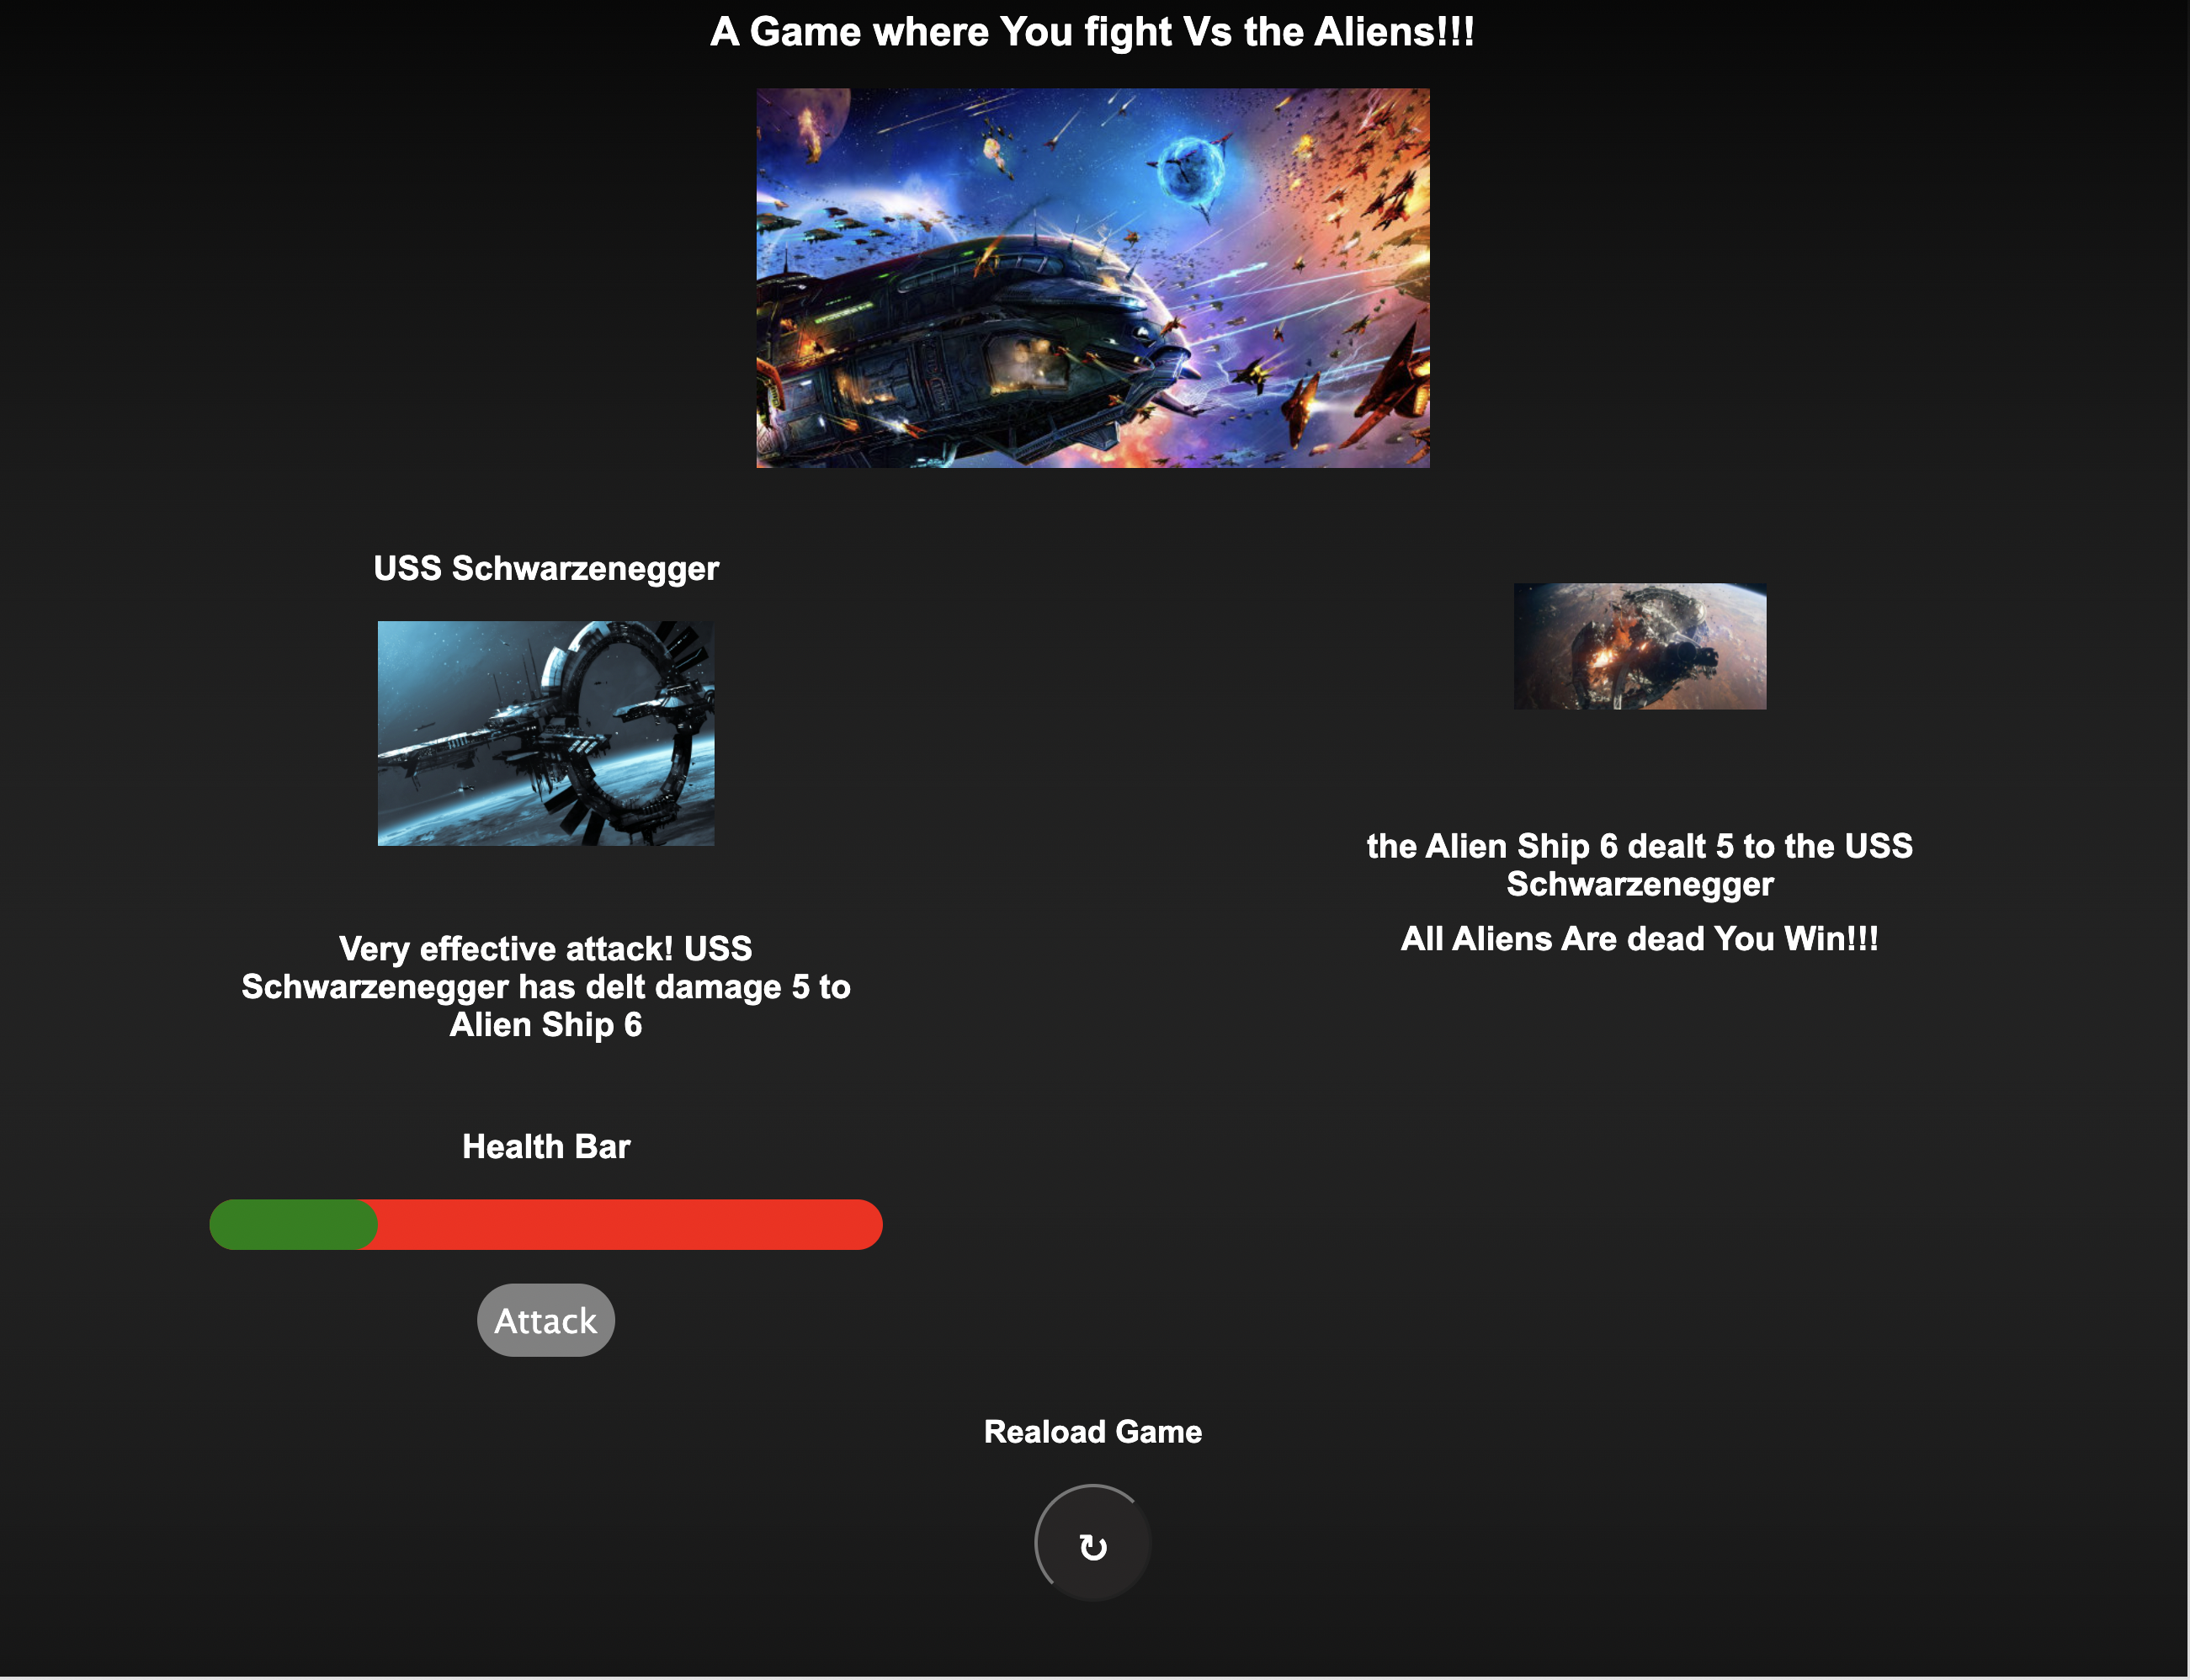 A Game where You fight Vs the Aliens!!!
USS Schwarzenegger
the Alien Ship 6 dealt 5 to the USS
Schwarzenegger
All Aliens Are dead You Win!!!
Very effective attack! USS
Schwarzenegger has delt damage 5 to
Alien Ship 6
Health Bar
Attack
Reaload Game